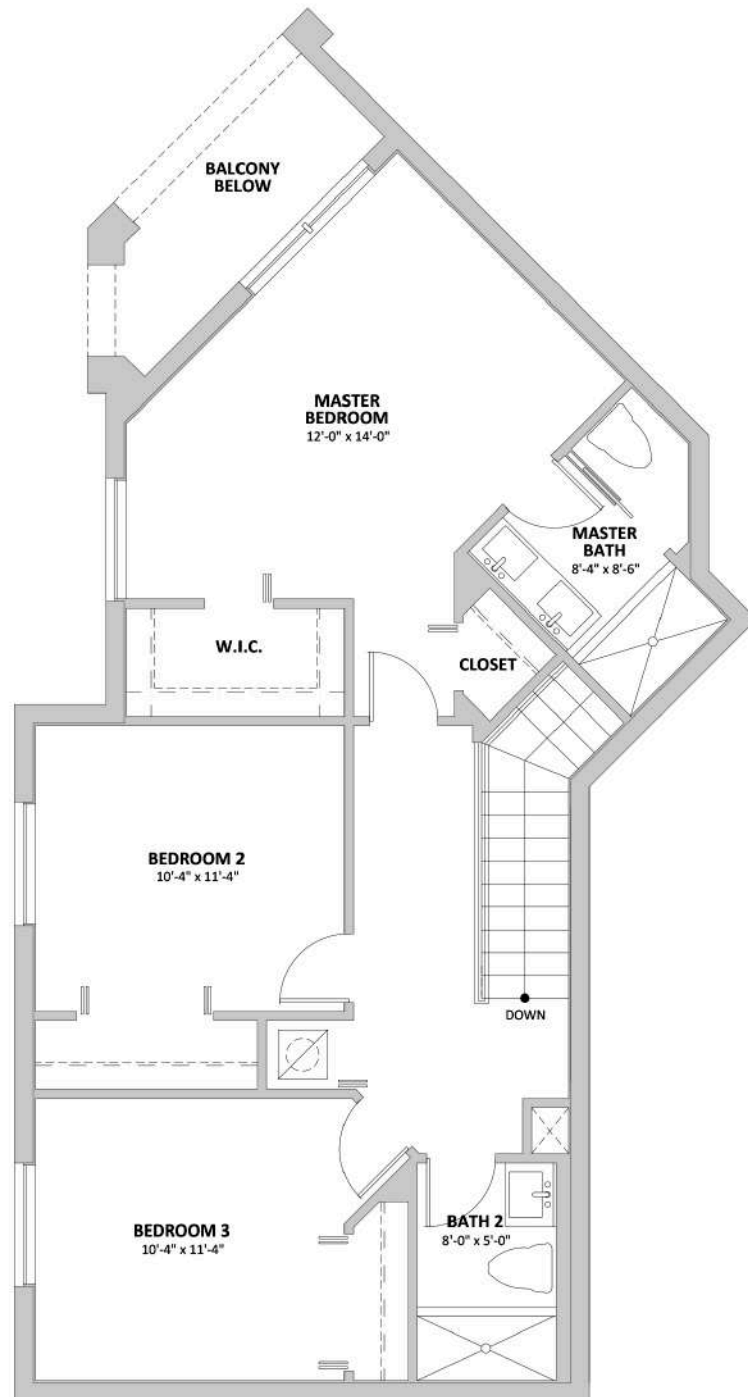 BALCONY
BELOW
MASTER
BEDROOM
12'-0" x 14'-0"
MASTER
BATH
8'-4" x 8'-6"
W.I.C.
CLOSET
BEDROOM 2
10'-4" x 11'-4"
DOWN
BEDROOM 3
10'-4" x 11'-4"
BATH 2
8'-0" x 5'-0"